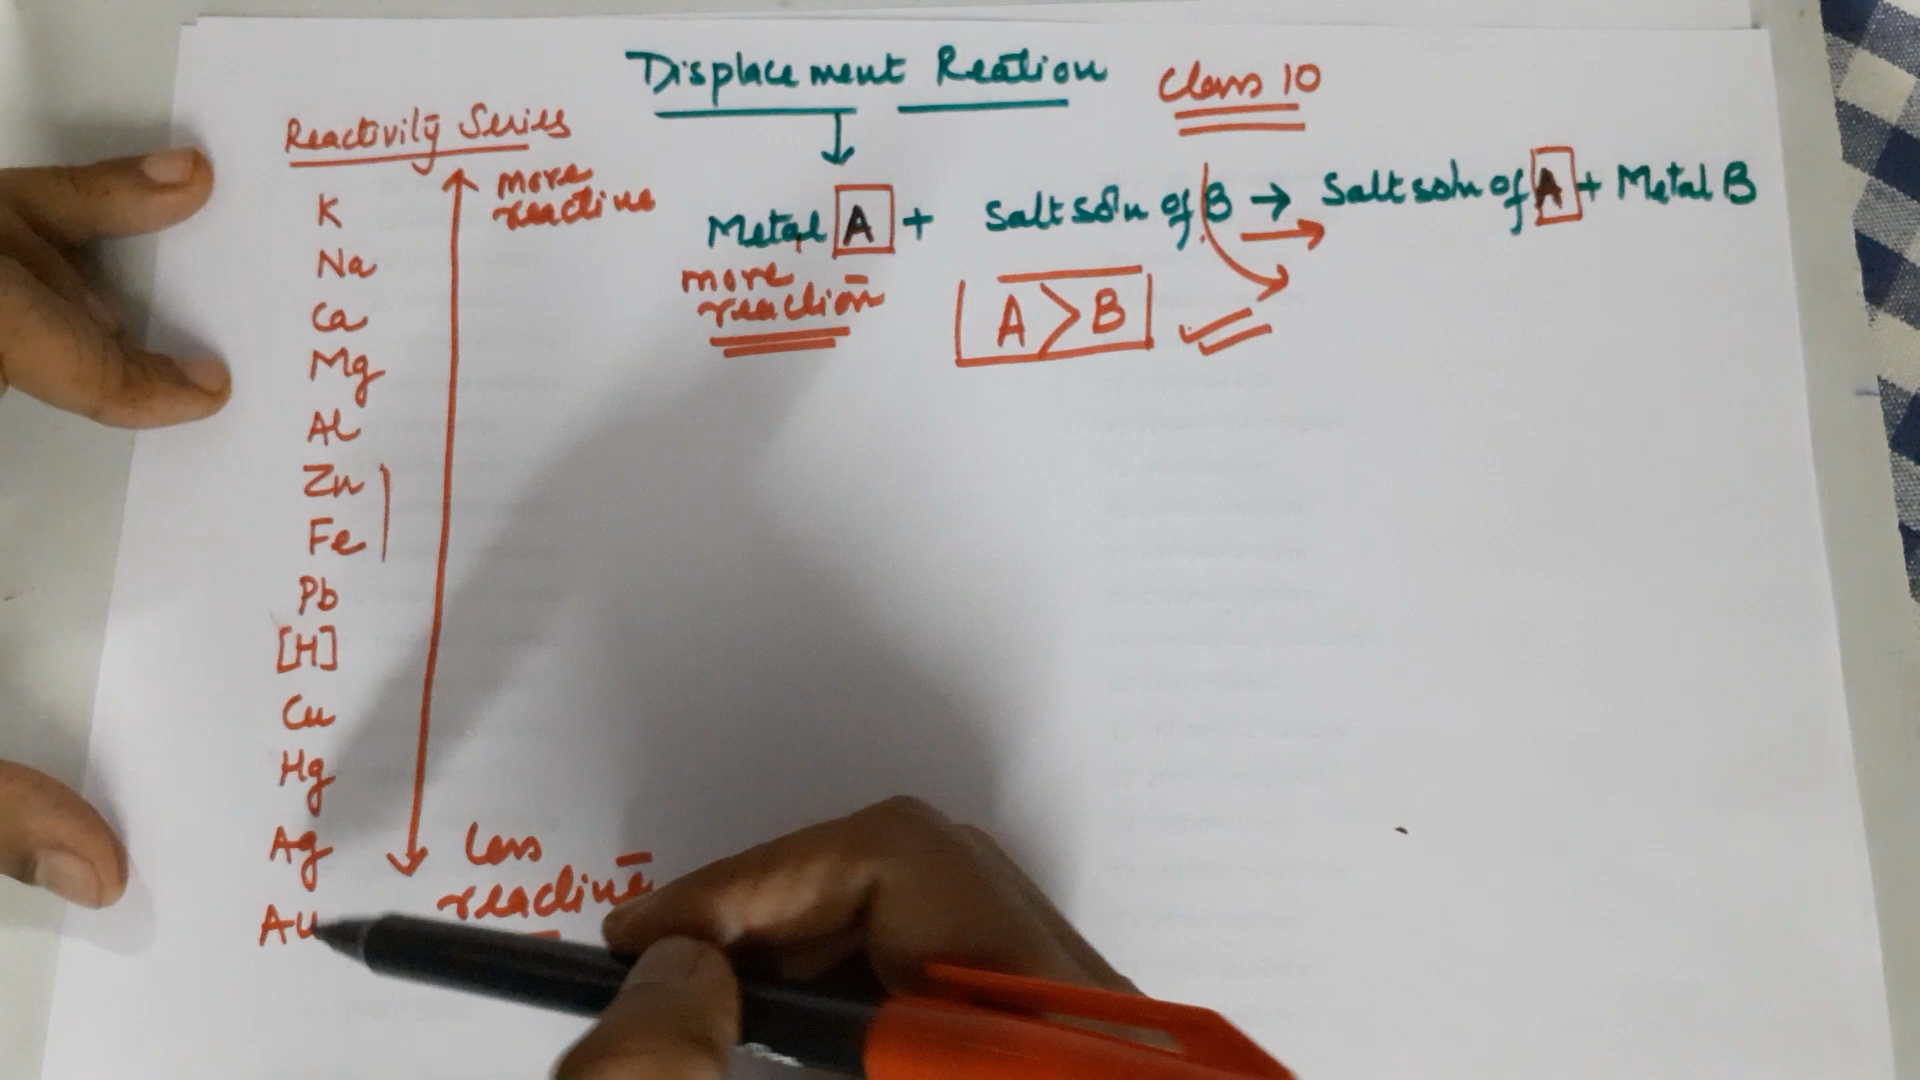 Displacement Reation
Class 10
Reactivity Series
more
reactive
K
Na
Ca
Mg
Al
Zn
Fe
Pb
[H]
Cu
Hg
Ag
Au
Less
reactive
Metal A + Salt soln of B → Salt soln of A + Metal B
more
reaction
A > B